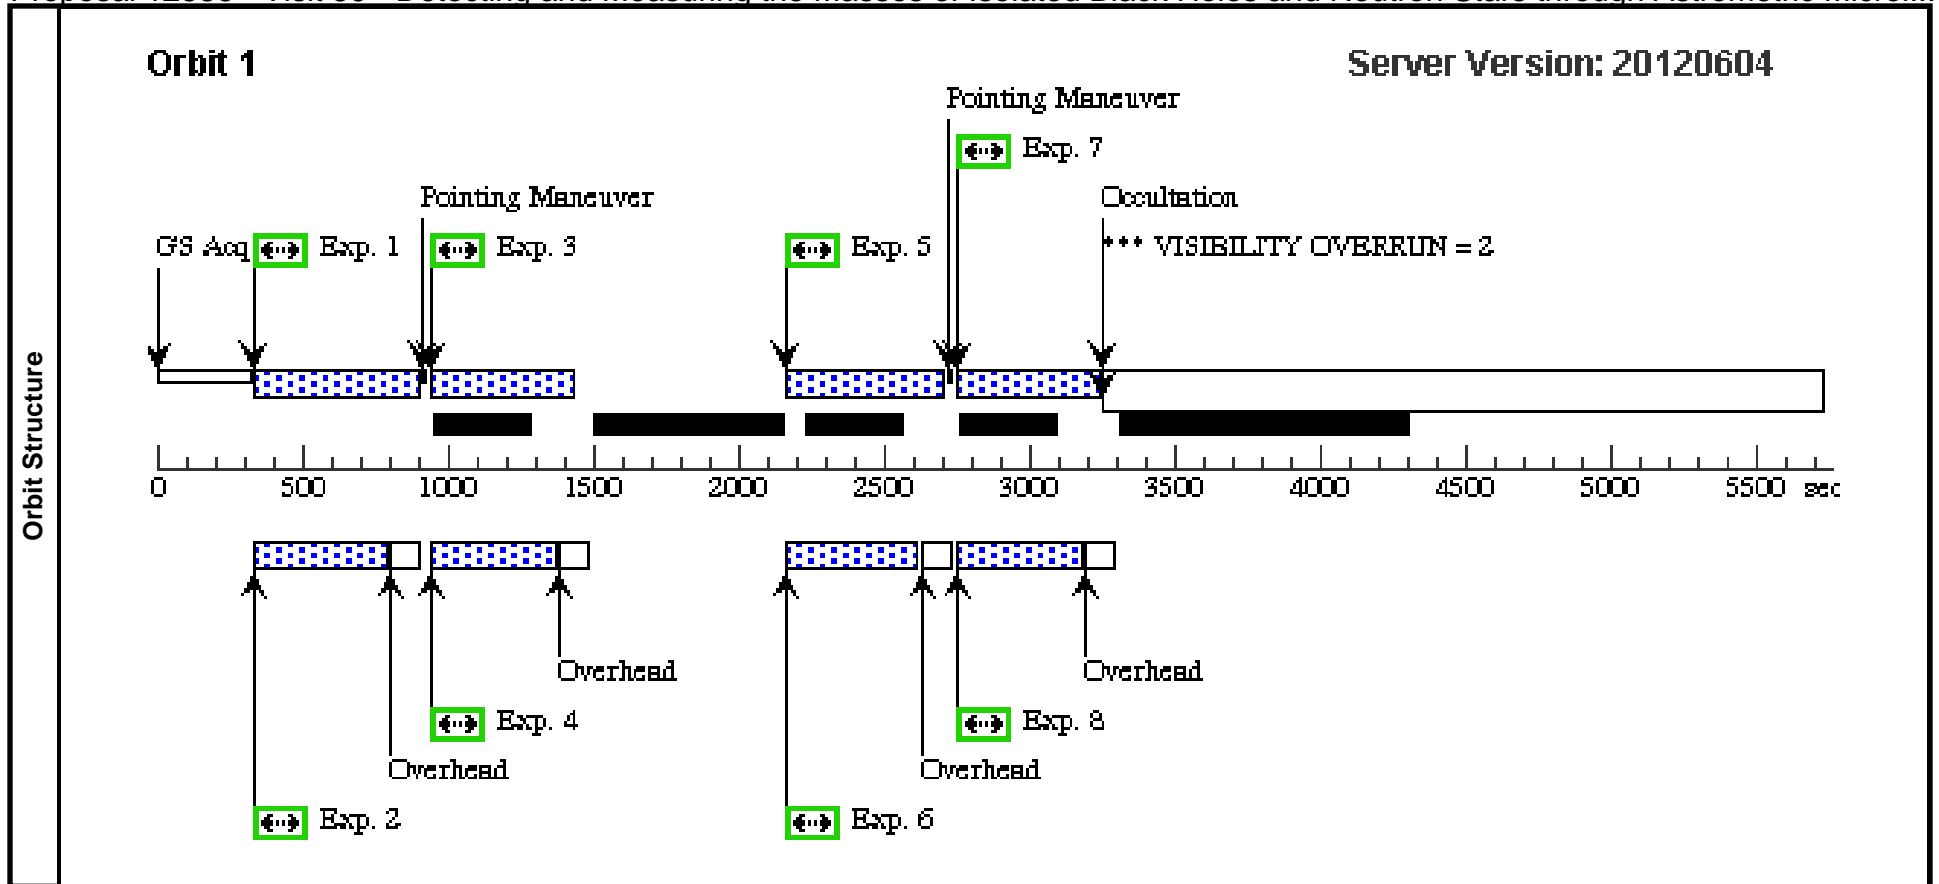 Orbit Structure
Orbit 1
Server Version: 20120604
Pointing Maneuver
Exp. 7
Pointing Maneuver
Occultation
GS Acq
Exp. 1
Exp. 3
Exp. 5
*** VISIBILITY OVERRUN = 2
0 500 1000 1500 2000 2500 3000 3500 4000 4500 5000 5500 sec
Overhead
Overhead
Exp. 4
Exp. 8
Overhead
Overhead
Exp. 2
Exp. 6